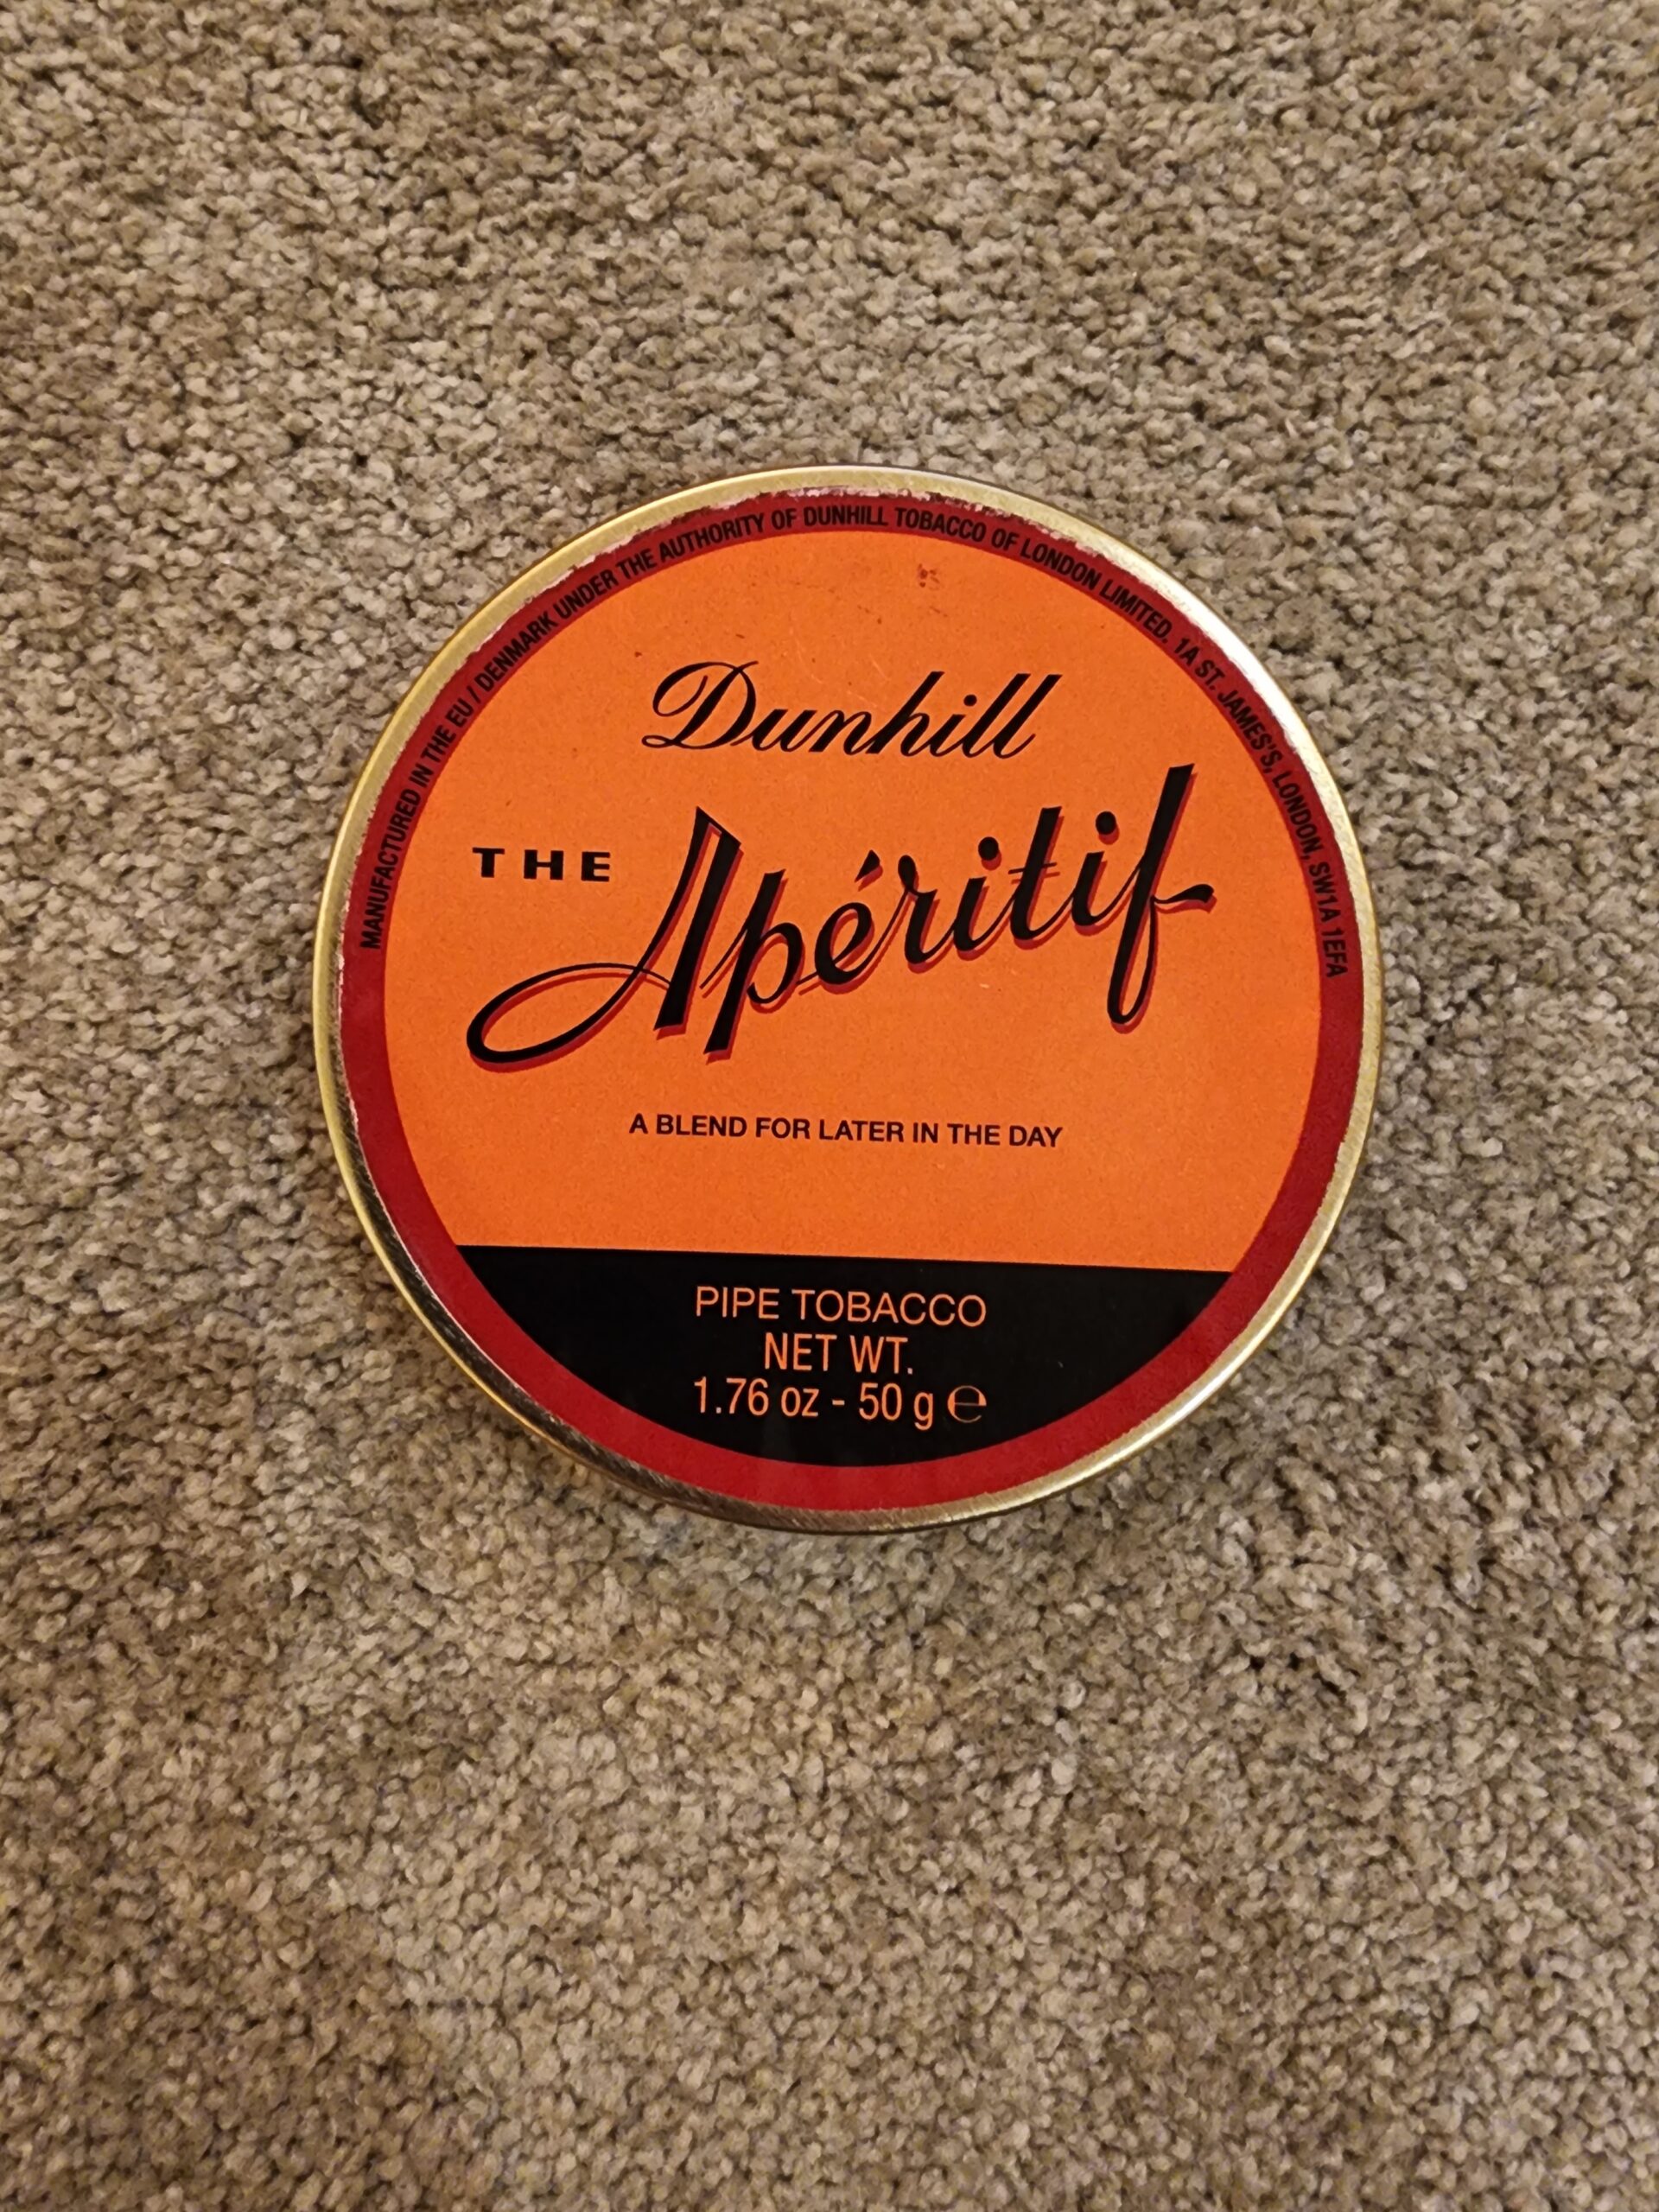 MANUFACTURED IN THE EU / DENMARK UNDER THE AUTHORITY OF DUNHILL TOBACCO OF LONDON LIMITED. 1A ST. JAMES'S, LONDON, SW1A 1EFA
Dunhill
THE Apéritif
A BLEND FOR LATER IN THE DAY
PIPE TOBACCO
NET WT.
1.76 oz - 50 g ℮